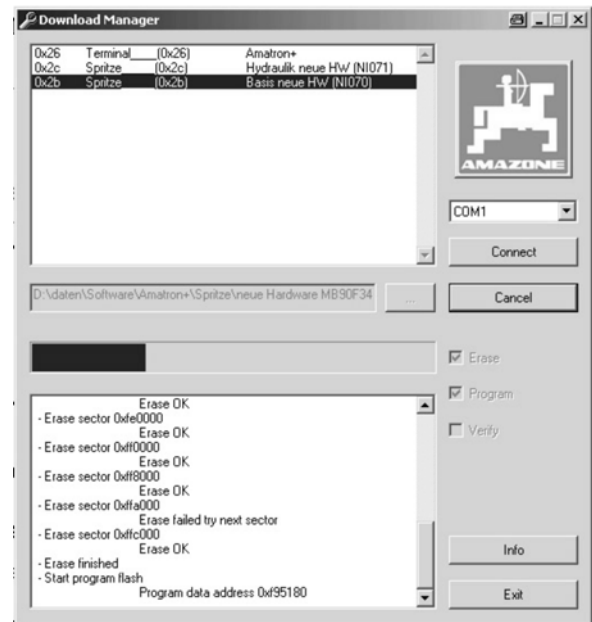 Download Manager
0x26 Terminal____(0x26) Amatron+
0x2c Spritze____(0x2c) Hydraulik neue HW (NI071)
0x2b Spritze____(0x2b) Basis neue HW (NI070)
AMAZONE
COM1
Connect
D:\daten\Software\Amatron+\Spritze\neue Hardware MB90F34
...
Cancel
Erase
Program
Verify
Erase OK
- Erase sector 0xfe0000
Erase OK
- Erase sector 0xff0000
Erase OK
- Erase sector 0xff8000
Erase OK
- Erase sector 0xffa000
Erase failed try next sector
- Erase sector 0xffc000
Erase OK
- Erase finished
- Start program flash
Program data address 0xf95180
Info
Exit